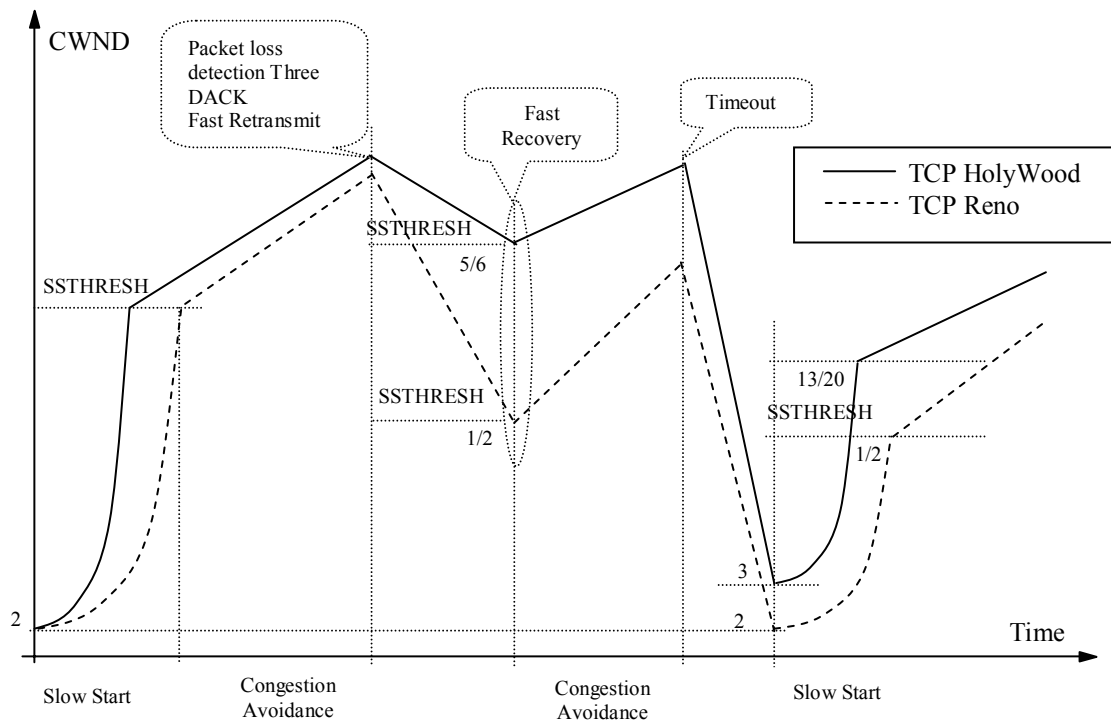 CWND
Packet loss
detection Three
DACK
Fast Retransmit
Fast
Recovery
Timeout
TCP HolyWood
TCP Reno
SSTHRESH
5/6
SSTHRESH
SSTHRESH
1/2
13/20
SSTHRESH
1/2
3
2
2
Time
Slow Start
Congestion
Avoidance
Congestion
Avoidance
Slow Start